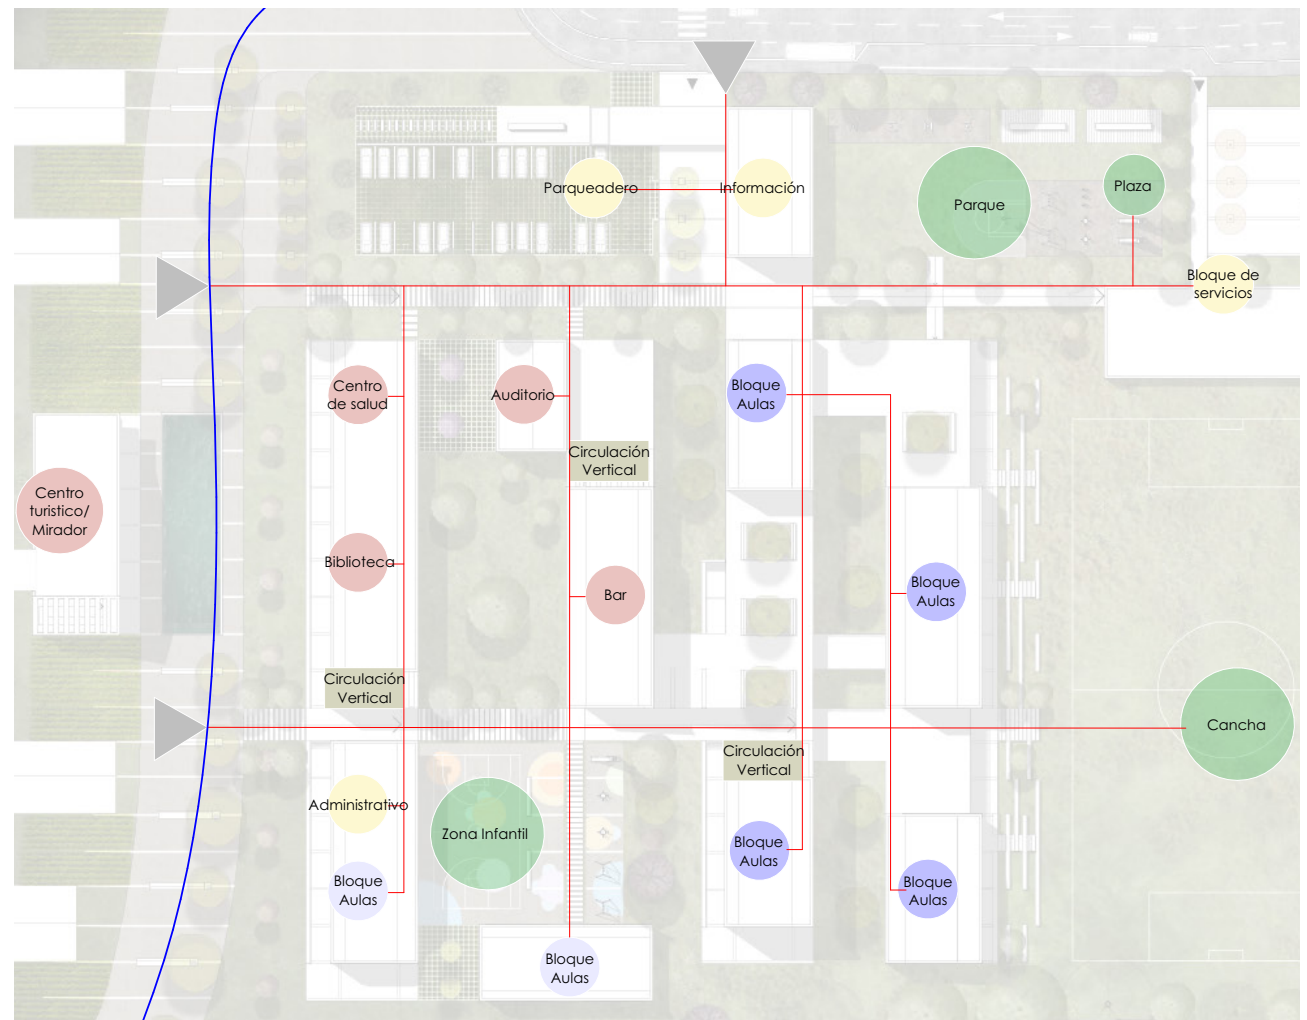 Parqueadero
Información
Parque
Plaza
Bloque de
servicios
Centro
de salud
Auditorio
Bloque
Aulas
Circulación
Vertical
Centro
turistico/
Mirador
Biblioteca
Bar
Bloque
Aulas
Circulación
Vertical
Cancha
Circulación
Vertical
Administrativo
Zona Infantil
Bloque
Aulas
Bloque
Aulas
Bloque
Aulas
Bloque
Aulas